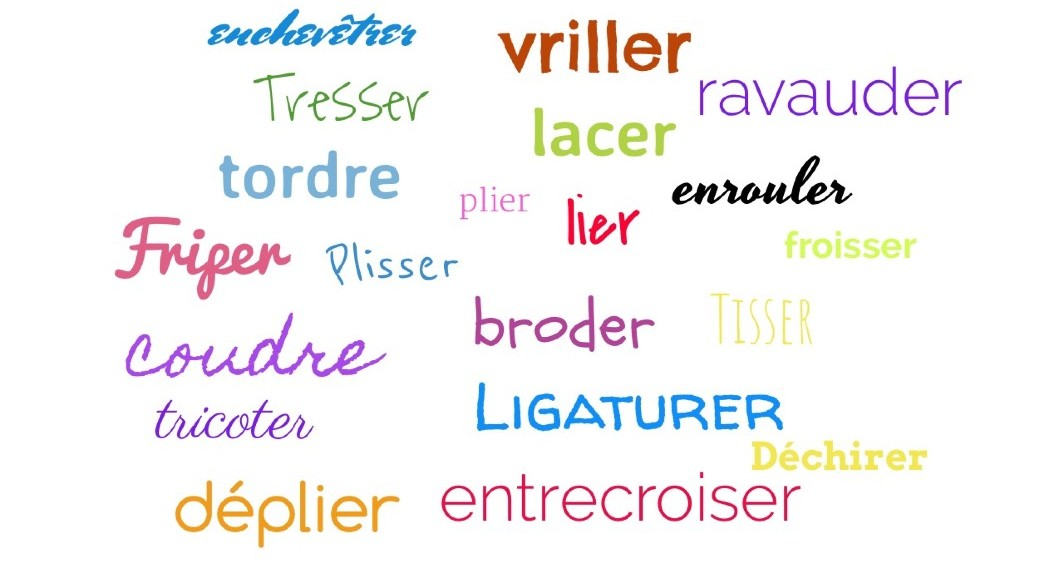 enchevêtrer
vriller
Tresser
ravauder
lacer
tordre
plier
enrouler
lier
Friper
Plisser
froisser
broder
Tisser
coudre
tricoter
Ligaturer
Déchirer
déplier
entrecroiser